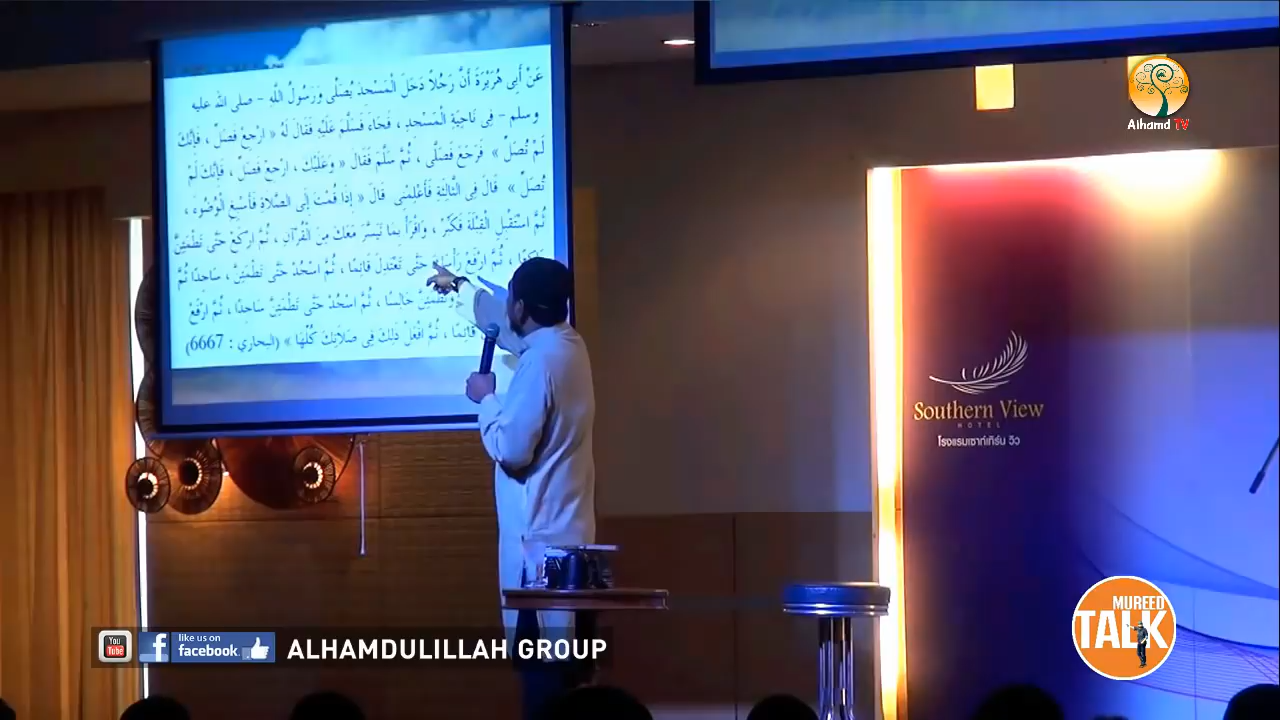 عَنْ أَبِى هُرَيْرَةَ أَنَّ رَجُلاً دَخَلَ الْمَسْجِدَ يُصَلِّى وَرَسُولُ اللَّهِ - صلى الله عليه
وسلم - فِى نَاحِيَةِ الْمَسْجِدِ ، فَجَاءَ فَسَلَّمَ عَلَيْهِ فَقَالَ لَهُ « ارْجِعْ فَصَلِّ ، فَإِنَّكَ
لَمْ تُصَلِّ » فَرَجَعَ فَصَلَّى ، ثُمَّ سَلَّمَ فَقَالَ « وَعَلَيْكَ ، ارْجِعْ فَصَلِّ ، فَإِنَّكَ لَمْ
تُصَلِّ » قَالَ فِى الثَّالِثَةِ فَأَعْلِمْنِى قَالَ « إِذَا قُمْتَ إِلَى الصَّلاَةِ فَأَسْبِغِ الْوُضُوءَ ،
ثُمَّ اسْتَقْبِلِ الْقِبْلَةَ فَكَبِّرْ ، وَاقْرَأْ بِمَا تَيَسَّرَ مَعَكَ مِنَ الْقُرْآنِ ، ثُمَّ ارْكَعْ حَتَّى تَطْمَئِنَّ
رَاكِعًا ، ثُمَّ ارْفَعْ رَأْسَكَ حَتَّى تَعْتَدِلَ قَائِمًا ، ثُمَّ اسْجُدْ حَتَّى تَطْمَئِنَّ ، سَاجِدًا ثُمَّ
تَطْمَئِنَّ جَالِسًا ، ثُمَّ اسْجُدْ حَتَّى تَطْمَئِنَّ سَاجِدًا ، ثُمَّ ارْفَعْ
قَائِمًا ، ثُمَّ افْعَلْ ذَلِكَ فِى صَلاَتِكَ كُلِّهَا » (البخاري : 6667)
Alhamd TV
Southern View
HOTEL
โรงแรมเซาท์เทิร์น วิว
MUREED
TALK
You Tube
like us on
facebook.
ALHAMDULILLAH GROUP